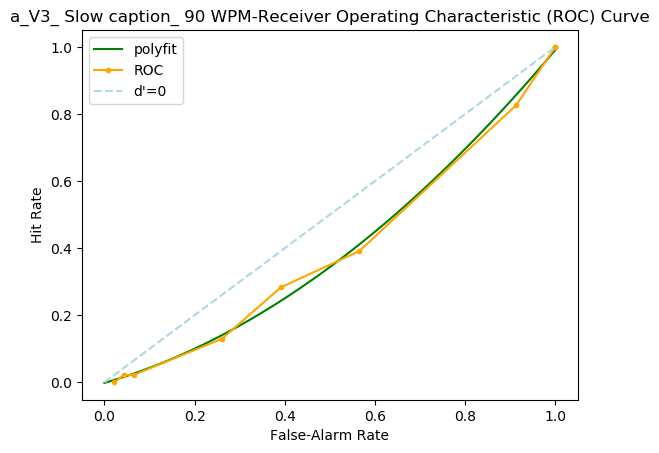 a_V3_ Slow caption_ 90 WPM-Receiver Operating Characteristic (ROC) Curve
polyfit
ROC
d'=0
1.0
0.8
0.6
0.4
0.2
0.0
Hit Rate
0.0 0.2 0.4 0.6 0.8 1.0
False-Alarm Rate